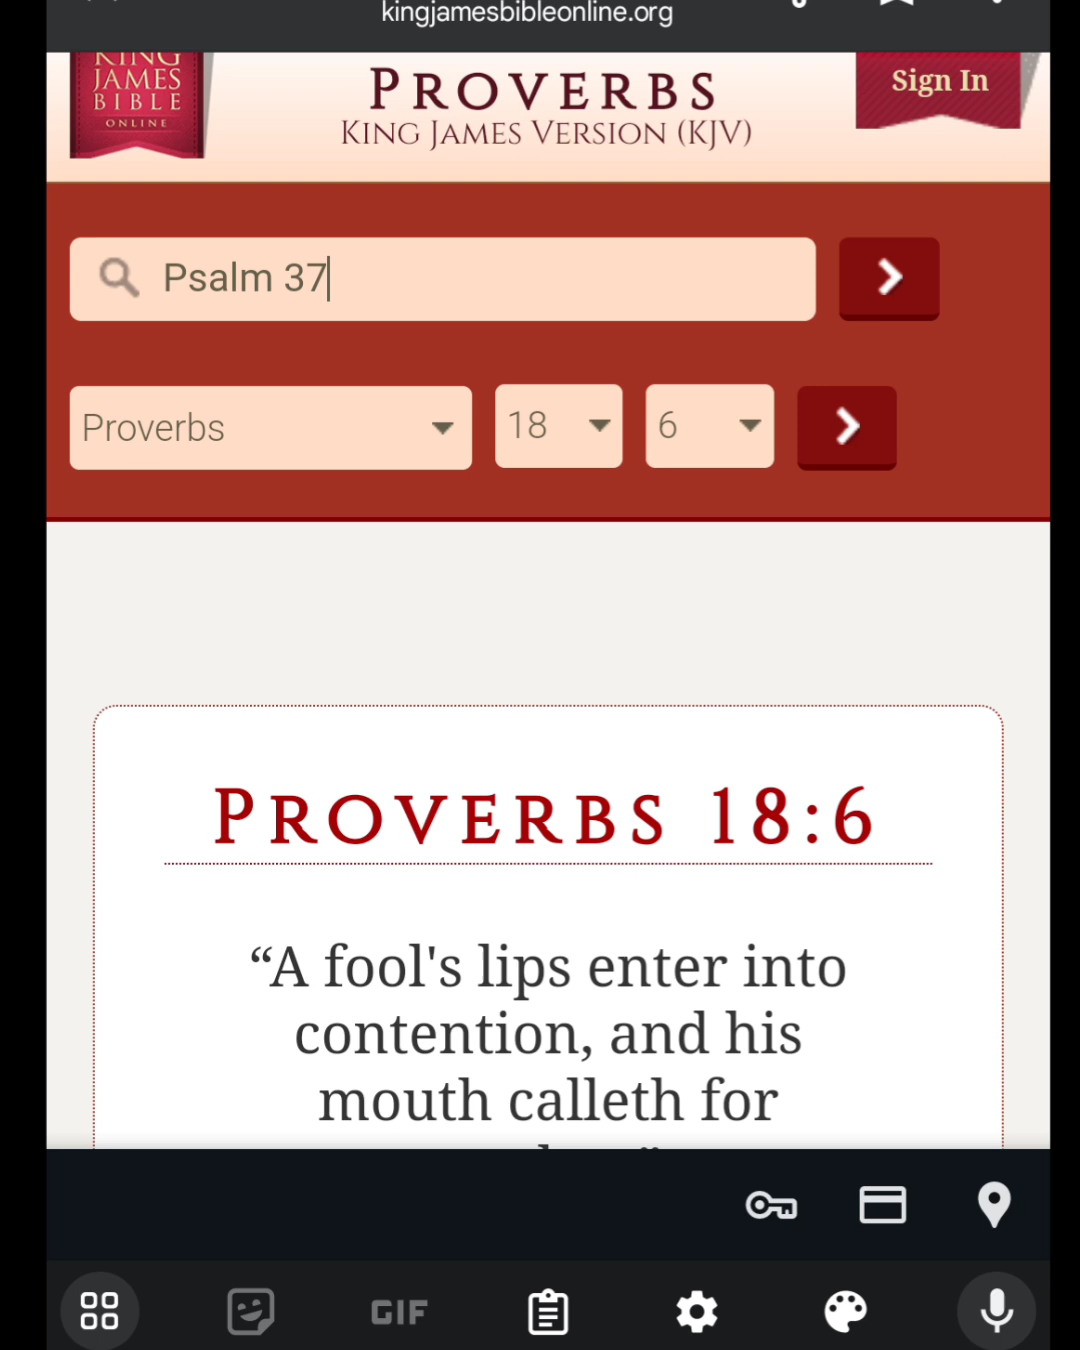 kingjamesbibleonline.org
KING
JAMES
BIBLE
ONLINE
PROVERBS
KING JAMES VERSION (KJV)
Sign In
Psalm 37
Proverbs
18
6
PROVERBS 18:6
“A fool's lips enter into
contention, and his
mouth calleth for
GIF